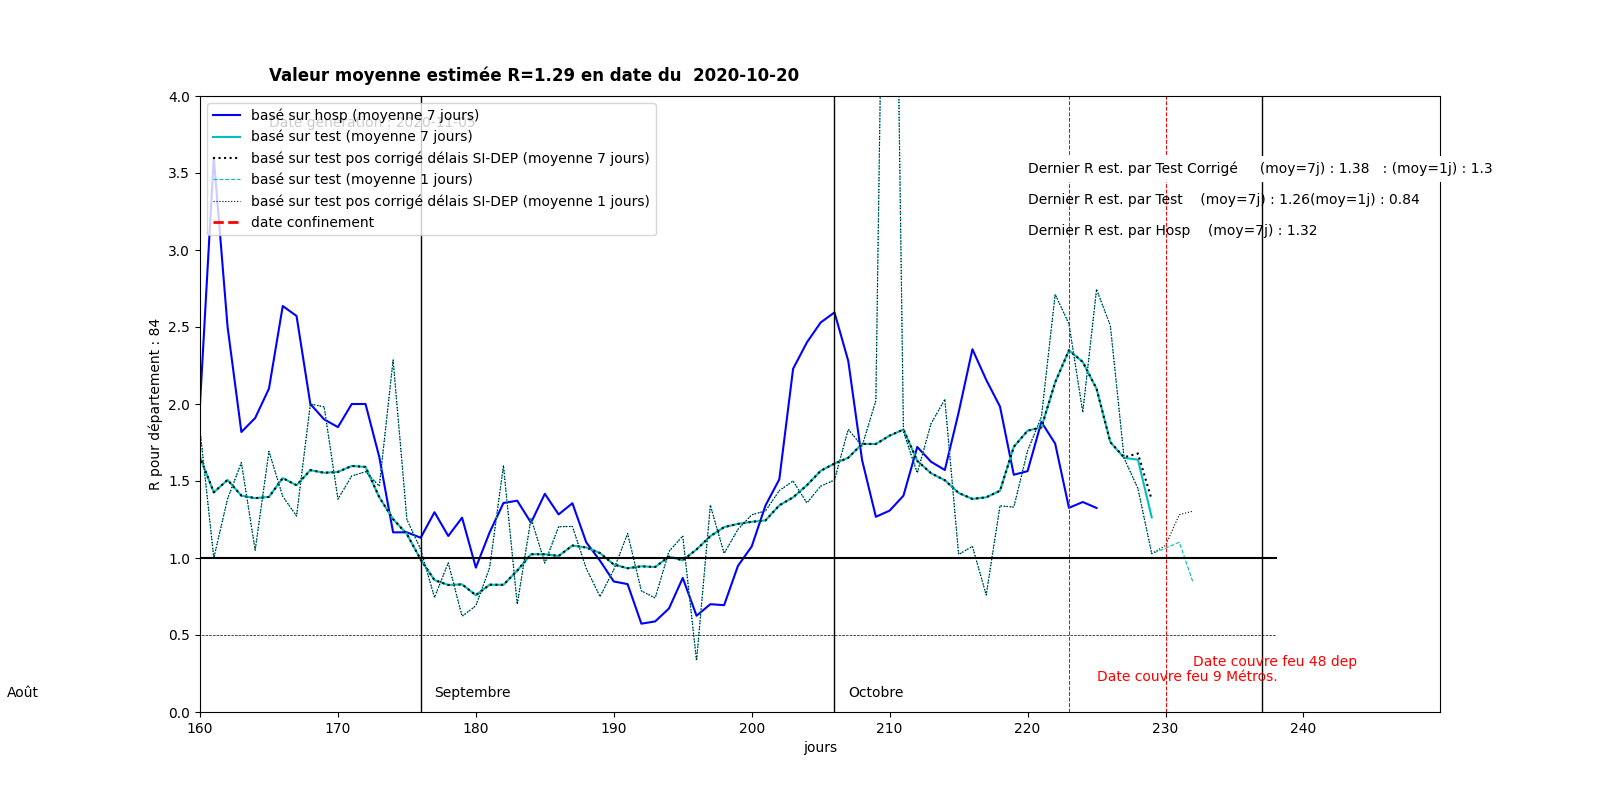 Valeur moyenne estimée R=1.29 en date du  2020-10-20
Date génération : 2020-11-05
basé sur hosp (moyenne 7 jours)
basé sur test (moyenne 7 jours)
basé sur test pos corrigé délais SI-DEP (moyenne 7 jours)
basé sur test (moyenne 1 jours)
basé sur test pos corrigé délais SI-DEP (moyenne 1 jours)
date confinement
Dernier R est. par Test Corrigé     (moy=7j) : 1.38   : (moy=1j) : 1.3
Dernier R est. par Test    (moy=7j) : 1.26(moy=1j) : 0.84
Dernier R est. par Hosp    (moy=7j) : 1.32
R pour département : 84
4.0
3.5
3.0
2.5
2.0
1.5
1.0
0.5
0.0
Date couvre feu 48 dep
Date couvre feu 9 Métros.
Août
Septembre
Octobre
160 170 180 190 200 210 220 230 240
jours